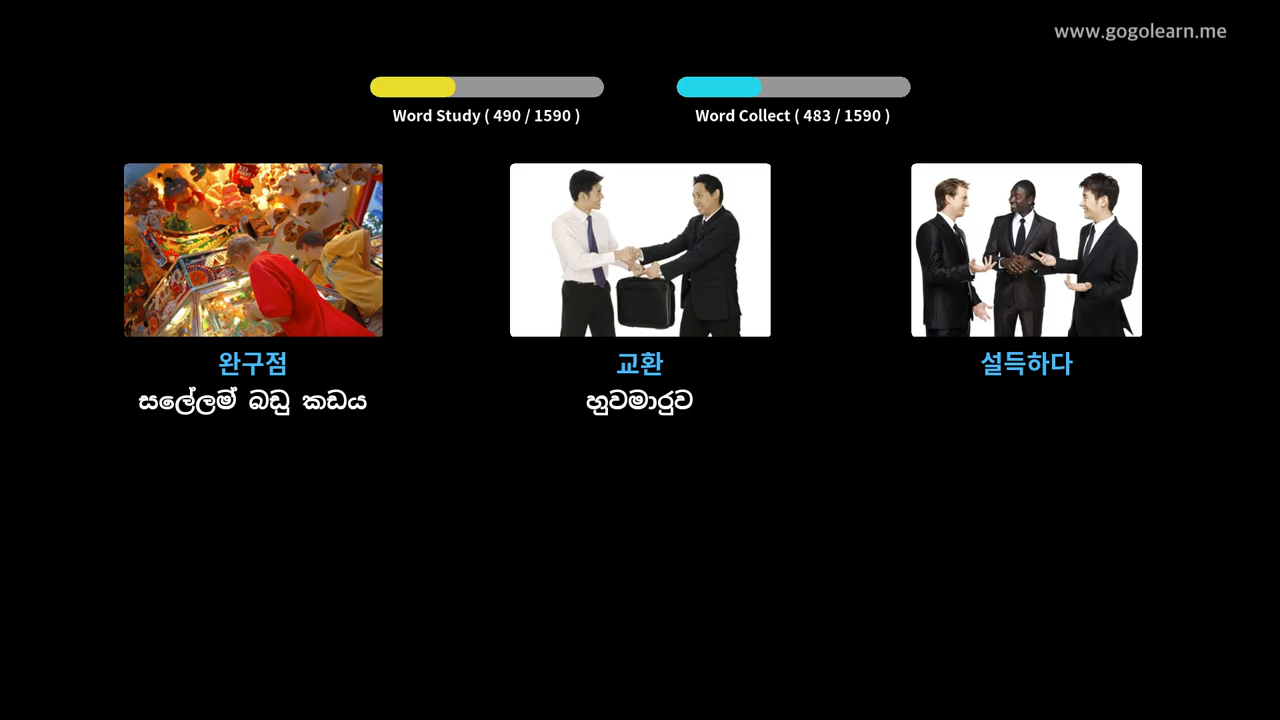 www.gogolearn.me
Word Study ( 490 / 1590 )
Word Collect ( 483 / 1590 )
완구점
교환
설득하다
සලේලම් බඩු කඩය
හුවමාරුව